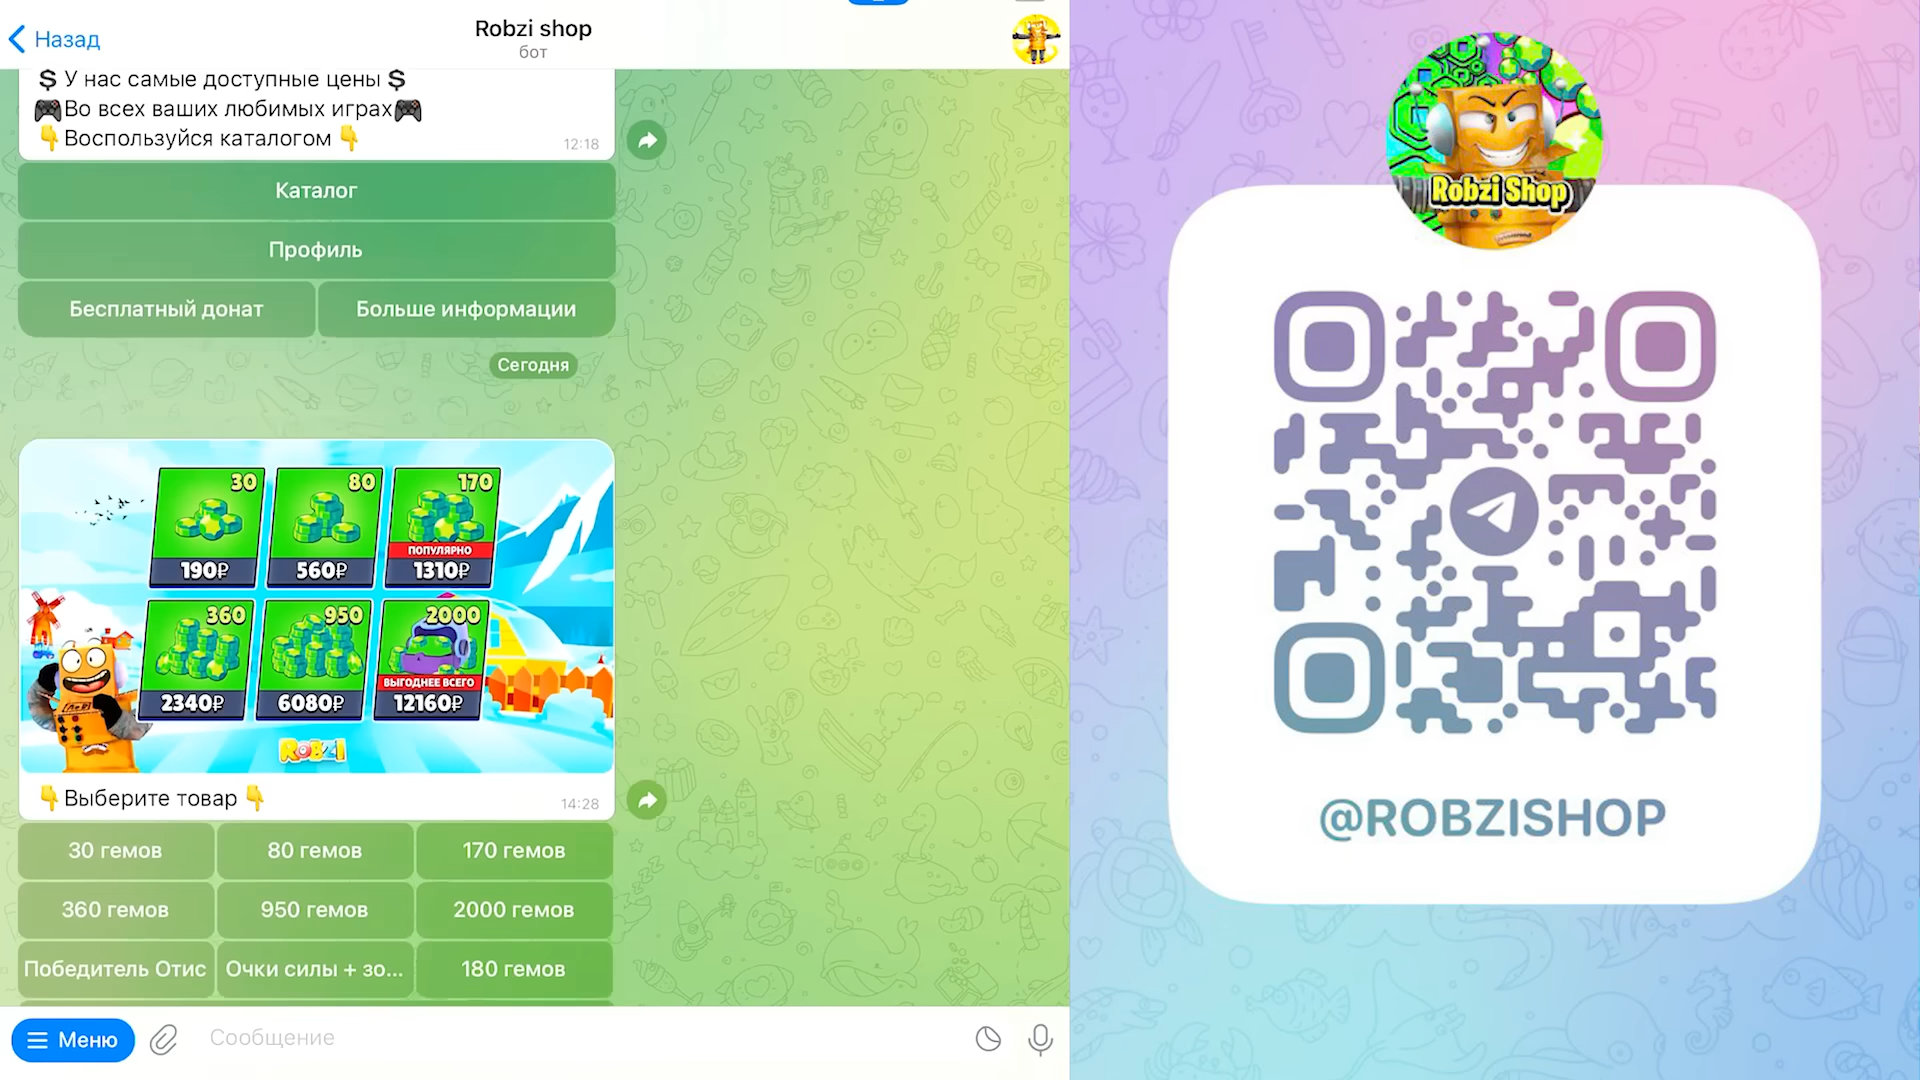 Назад
Robzi shop
бот
$ У нас самые доступные цены $
🎮Во всех ваших любимых играх🎮
👇Воспользуйся каталогом 👇
12:18
Каталог
Профиль
Бесплатный донат
Больше информации
Сегодня
30
80
170
ПОПУЛЯРНО
190₽
560₽
1310₽
360
950
2000
ВЫГОДНЕЕ ВСЕГО
2340₽
6080₽
12160₽
ROBZI
👇Выберите товар 👇
14:28
30 гемов
80 гемов
170 гемов
360 гемов
950 гемов
2000 гемов
Победитель Отис
Очки силы + зо...
180 гемов
Меню
Сообщение
Robzi Shop
@ROBZISHOP